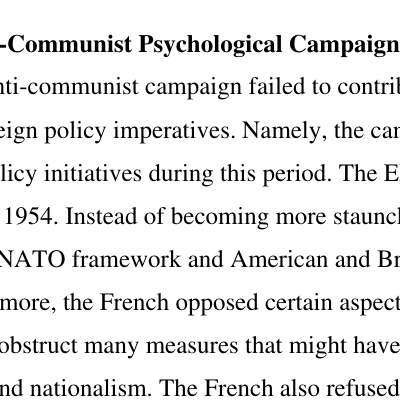 -Communist Psychological Campaign
nti-communist campaign failed to contrib
eign policy imperatives. Namely, the ca
licy initiatives during this period. The E
1954. Instead of becoming more staunc
NATO framework and American and Br
more, the French opposed certain aspect
obstruct many measures that might have
nd nationalism. The French also refused